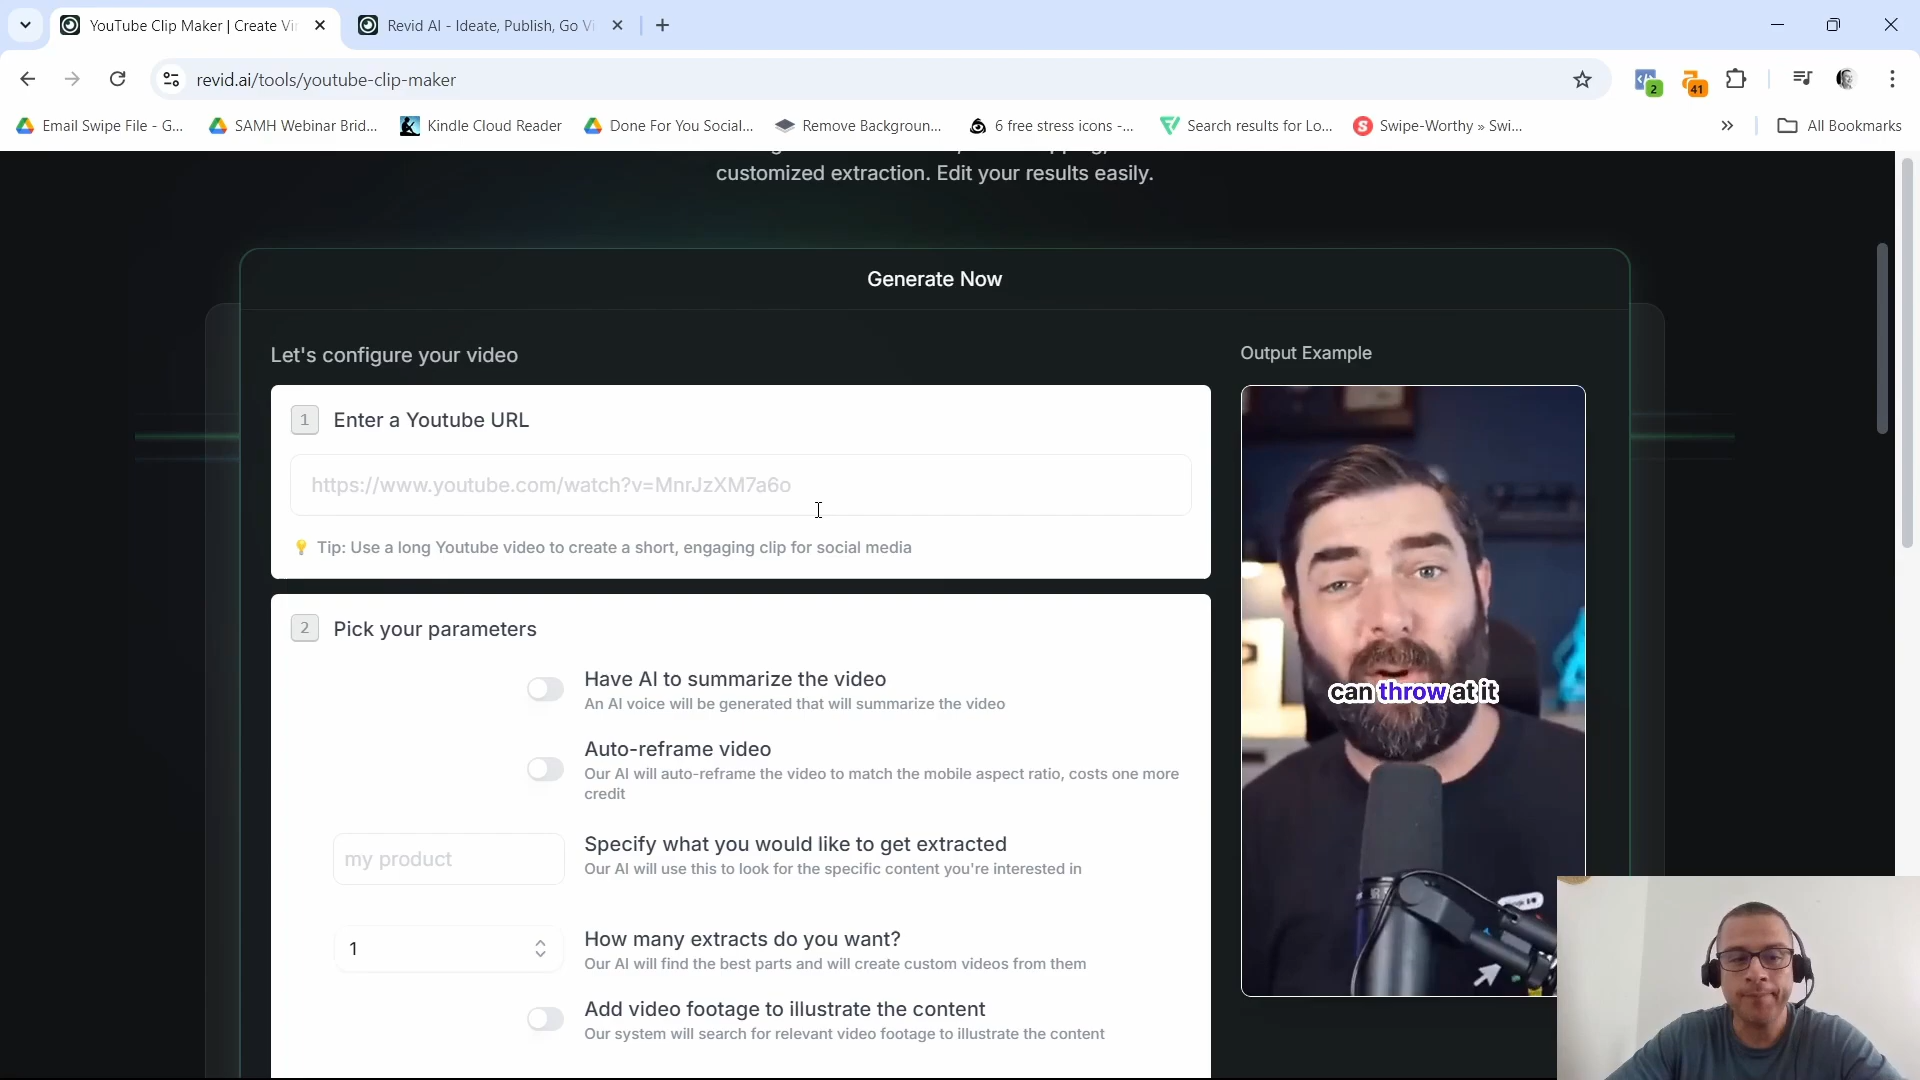 YouTube Clip Maker | Create Vi
Revid AI - Ideate, Publish, Go Vi
revid.ai/tools/youtube-clip-maker
2
41
Email Swipe File - G...
SAMH Webinar Brid...
Kindle Cloud Reader
Done For You Social...
Remove Backgroun...
6 free stress icons -...
Search results for Lo...
Swipe-Worthy » Swi...
All Bookmarks
customized extraction. Edit your results easily.
Generate Now
Let's configure your video
Output Example
1 Enter a Youtube URL
https://www.youtube.com/watch?v=MnrJzXM7a6o
Tip: Use a long Youtube video to create a short, engaging clip for social media
2 Pick your parameters
Have AI to summarize the video
An AI voice will be generated that will summarize the video
Auto-reframe video
Our AI will auto-reframe the video to match the mobile aspect ratio, costs one more
credit
my product
Specify what you would like to get extracted
Our AI will use this to look for the specific content you're interested in
1
How many extracts do you want?
Our AI will find the best parts and will create custom videos from them
Add video footage to illustrate the content
Our system will search for relevant video footage to illustrate the content
can throw at it